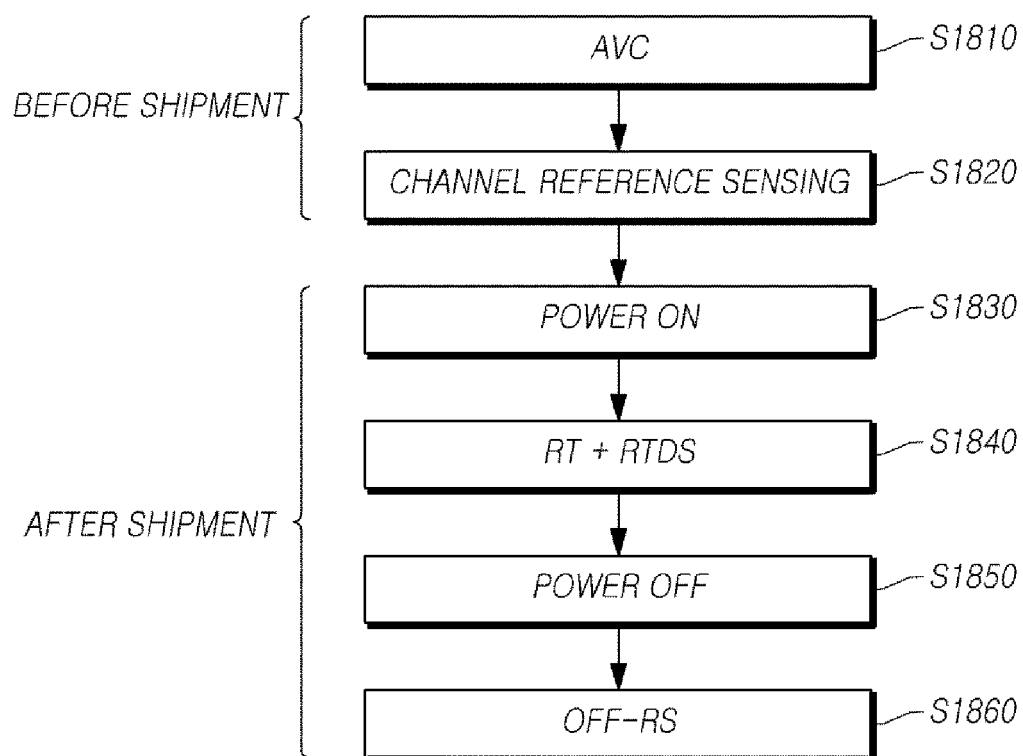 AVC
S1810
BEFORE SHIPMENT
CHANNEL REFERENCE SENSING
S1820
POWER ON
S1830
RT + RTDS
S1840
AFTER SHIPMENT
POWER OFF
S1850
OFF-RS
S1860